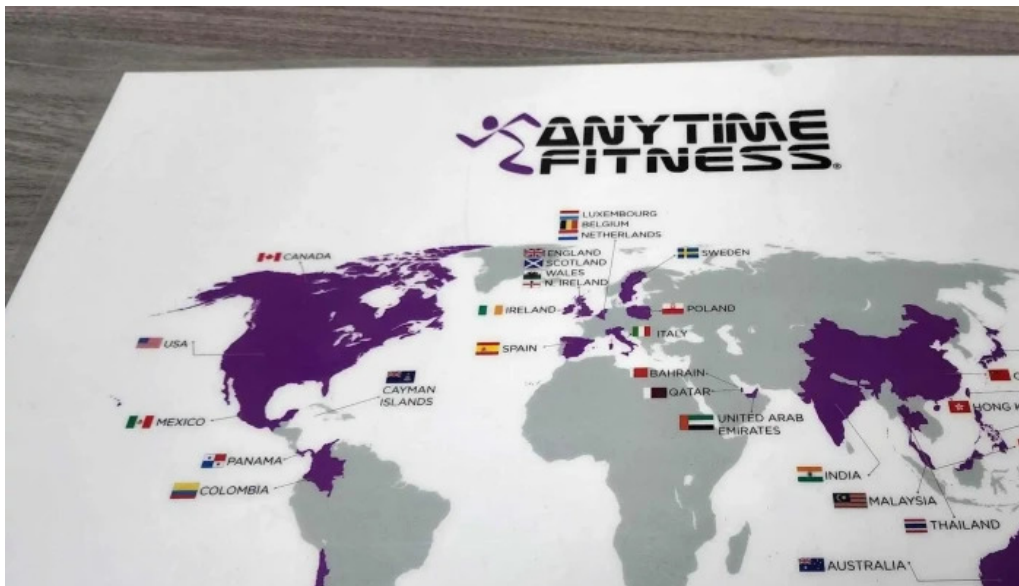 ANYTIME
FITNESS®
LUXEMBOURG
BELGIUM
NETHERLANDS
ENGLAND
SCOTLAND
WALES
N. IRELAND
SWEDEN
CANADA
IRELAND
POLAND
ITALY
SPAIN
USA
BAHRAIN
QATAR
CAYMAN
ISLANDS
UNITED ARAB
EMIRATES
MEXICO
HONG
PANAMA
COLOMBIA
INDIA
MALAYSIA
THAILAND
AUSTRALIA